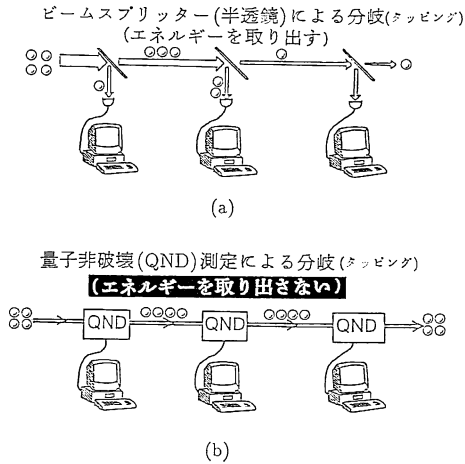 ビームスプリッター(半透鏡)による分岐(タッピング)
(エネルギーを取り出す)
(a)
量子非破壊(QND)測定による分岐(タッピング)
(エネルギーを取り出さない)
QND
QND
QND
(b)